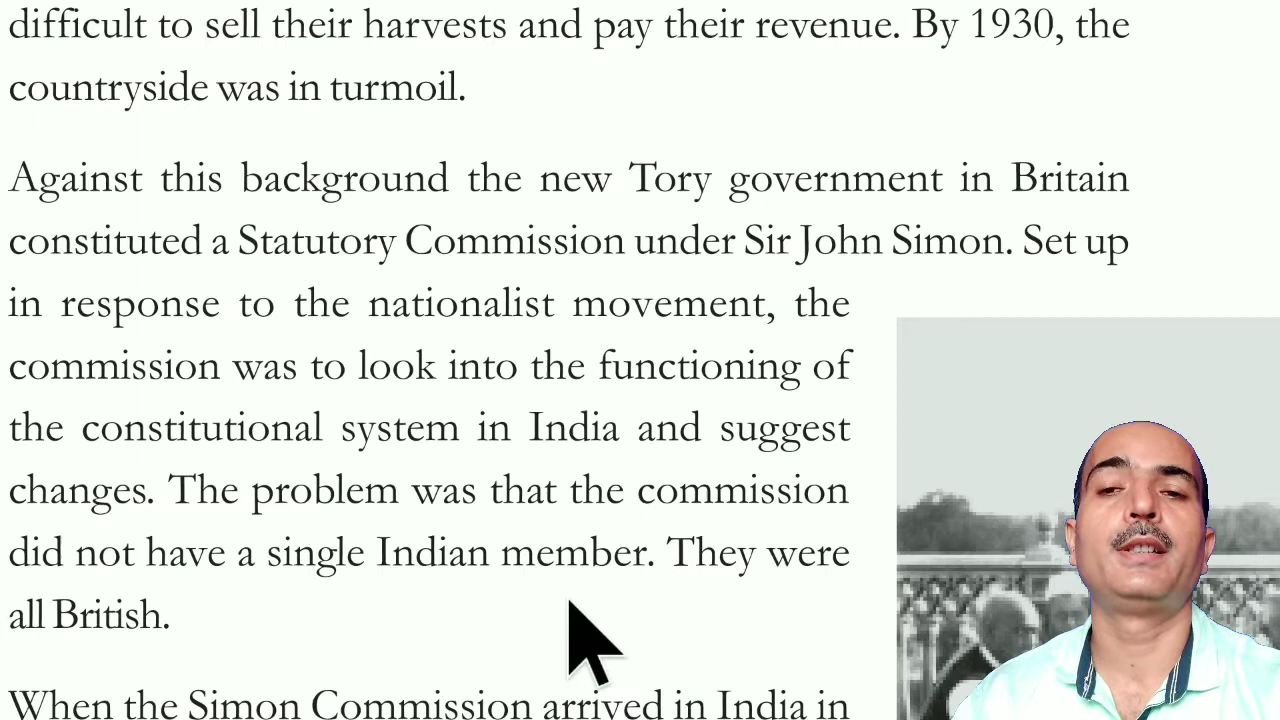 difficult to sell their harvests and pay their revenue. By 1930, the
countryside was in turmoil.
Against this background the new Tory government in Britain
constituted a Statutory Commission under Sir John Simon. Set up
in response to the nationalist movement, the
commission was to look into the functioning of
the constitutional system in India and suggest
changes. The problem was that the commission
did not have a single Indian member. They were
all British.
When the Simon Commission arrived in India in